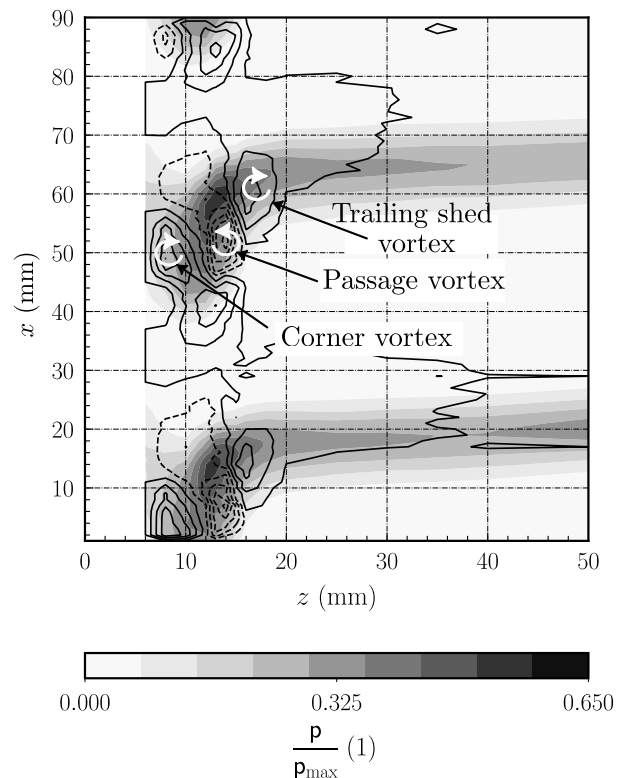 90
80
70
60
50
40
30
20
10
x (mm)
Trailing shed
vortex
Passage vortex
Corner vortex
0 10 20 30 40 50
z (mm)
0.000 0.325 0.650
p
p_max (1)